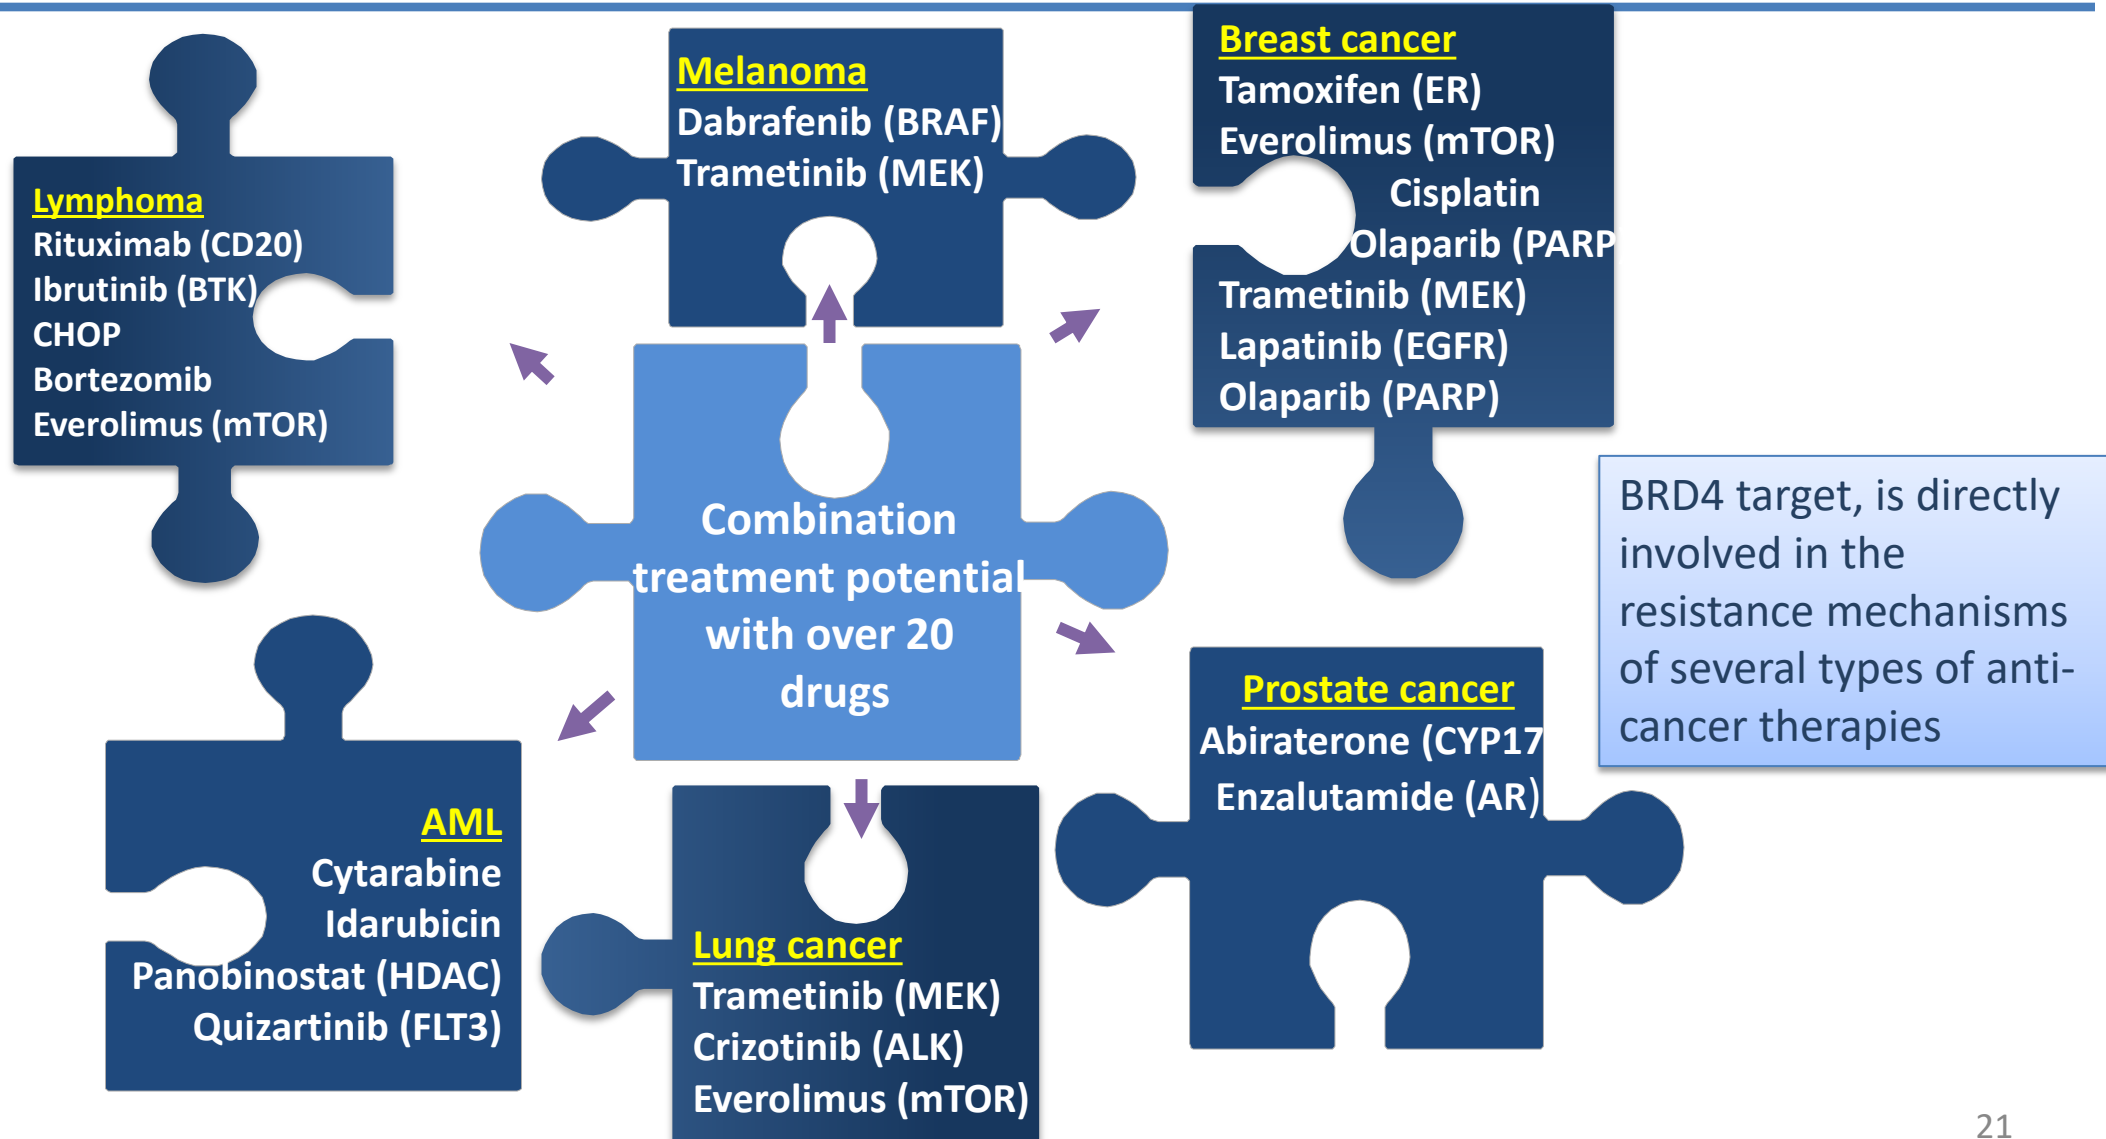 Lymphoma
Rituximab (CD20)
Ibrutinib (BTK)
CHOP
Bortezomib
Everolimus (mTOR)
Melanoma
Dabrafenib (BRAF)
Trametinib (MEK)
Breast cancer
Tamoxifen (ER)
Everolimus (mTOR)
Cisplatin
Olaparib (PARP
Trametinib (MEK)
Lapatinib (EGFR)
Olaparib (PARP)
Combination
treatment potential
with over 20
drugs
BRD4 target, is directly
involved in the
resistance mechanisms
of several types of anti-
cancer therapies
AML
Cytarabine
Idarubicin
Panobinostat (HDAC)
Quizartinib (FLT3)
Lung cancer
Trametinib (MEK)
Crizotinib (ALK)
Everolimus (mTOR)
Prostate cancer
Abiraterone (CYP17
Enzalutamide (AR)
21